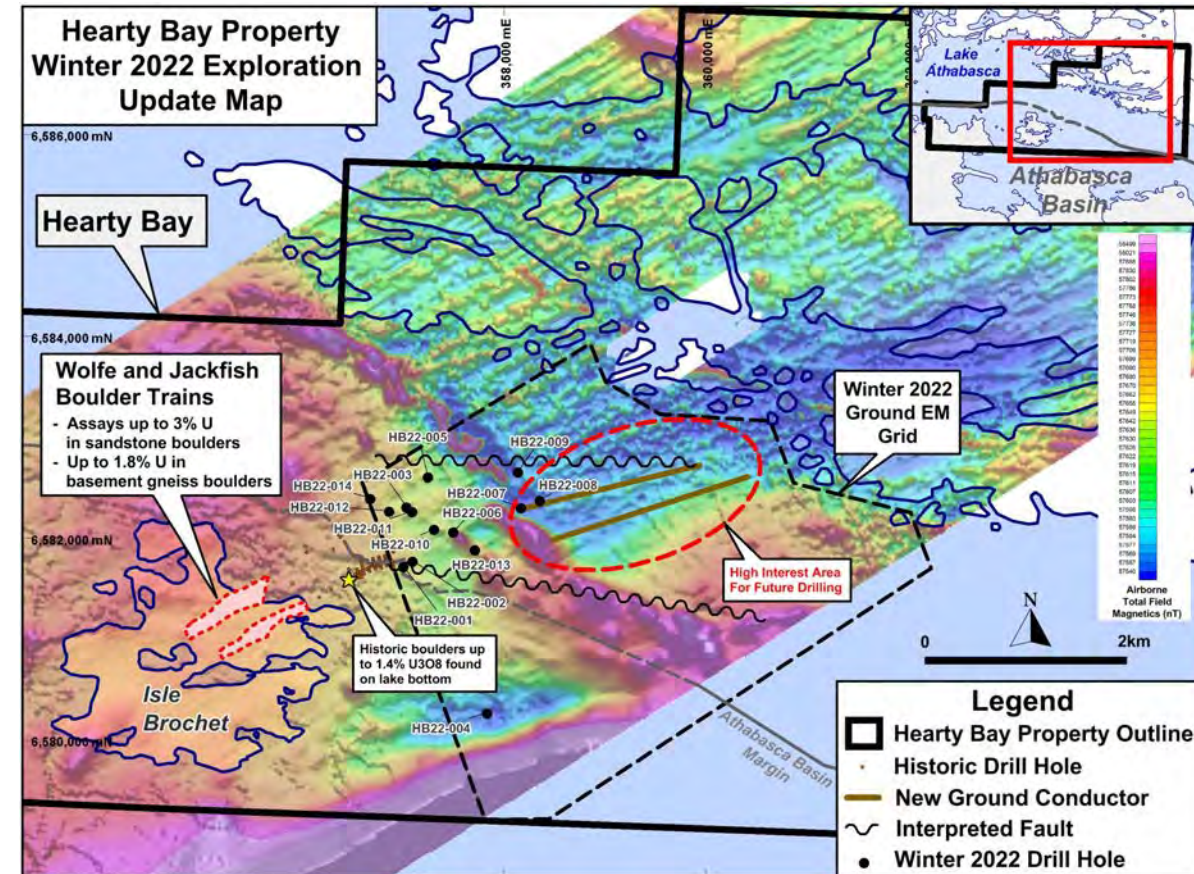 Hearty Bay Property
Winter 2022 Exploration
Update Map
358,000 mE
360,000 mE
6,586,000 mN
6,584,000 mN
6,582,000 mN
6,580,000 mN
Lake
Athabasca
Athabasca
Basin
Hearty Bay
Wolfe and Jackfish
Boulder Trains
- Assays up to 3% U
in sandstone boulders
- Up to 1.8% U in
basement gneiss boulders
Winter 2022
Ground EM
Grid
HB22-005
HB22-009
HB22-003
HB22-008
HB22-014
HB22-007
HB22-012
HB22-006
HB22-011
HB22-010
HB22-013
HB22-002
HB22-001
HB22-004
High Interest Area
For Future Drilling
Historic boulders up
to 1.4% U3O8 found
on lake bottom
Isle
Brochet
Athabasca Basin
Margin
Airborne
Total Field
Magnetics (nT)
N
0
2km
Legend
Hearty Bay Property Outline
Historic Drill Hole
New Ground Conductor
Interpreted Fault
Winter 2022 Drill Hole